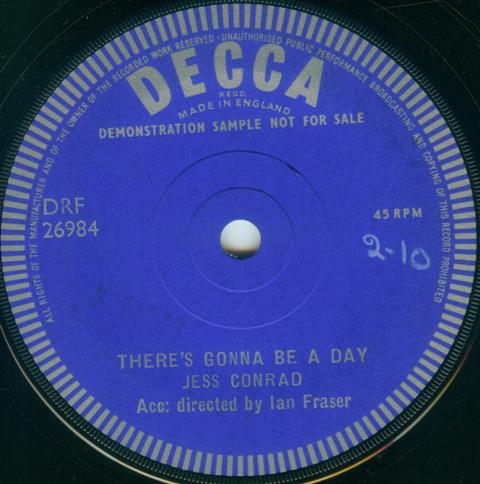 ALL RIGHTS OF THE MANUFACTURER AND OF THE OWNER OF THE RECORDED WORK RESERVED · UNAUTHORISED PUBLIC PERFORMANCE BROADCASTING AND COPYING OF THIS RECORD PROHIBITED
DECCA
REGD.
MADE IN ENGLAND
DEMONSTRATION SAMPLE NOT FOR SALE
DRF
26984
45 RPM
2-10
THERE'S GONNA BE A DAY
JESS CONRAD
Acc: directed by Ian Fraser